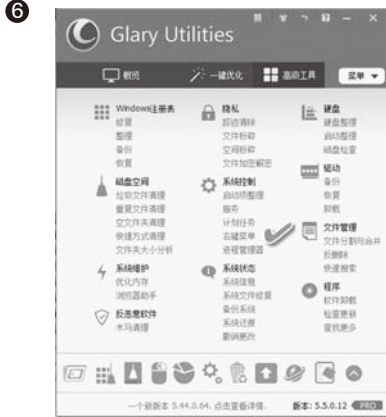 ❻
Glary Utilities
概览 一键优化 高级工具 菜单
Windows注册表
修复
整理
备份
恢复
磁盘空间
垃圾文件清理
重复文件清理
空文件夹清理
快捷方式清理
文件夹大小分析
系统维护
优化内存
浏览器助手
反恶意软件
木马清理
隐私
踪迹清除
文件粉碎
空间粉碎
文件加密解密
系统控制
启动项整理
服务
计划任务
右键菜单
进程管理器
系统状态
系统信息
系统文件修复
备份系统
系统还原
撤销更改
硬盘
硬盘整理
启动整理
磁盘检查
驱动
备份
恢复
卸载
文件管理
文件分割与合并
反删除
快速搜索
程序
软件卸载
检查更新
查找更多
一个新版本 5.44.0.64. 点击查看详情. 版本: 5.5.0.12 PRO